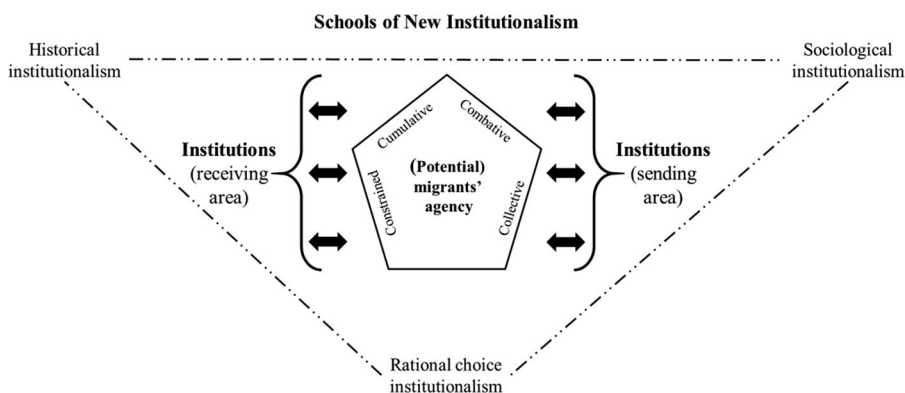 Schools of New Institutionalism
Historical
institutionalism
Sociological
institutionalism
Institutions
(receiving
area)
Cumulative
Combative
Constrained
Collective
(Potential)
migrants'
agency
Institutions
(sending
area)
Rational choice
institutionalism